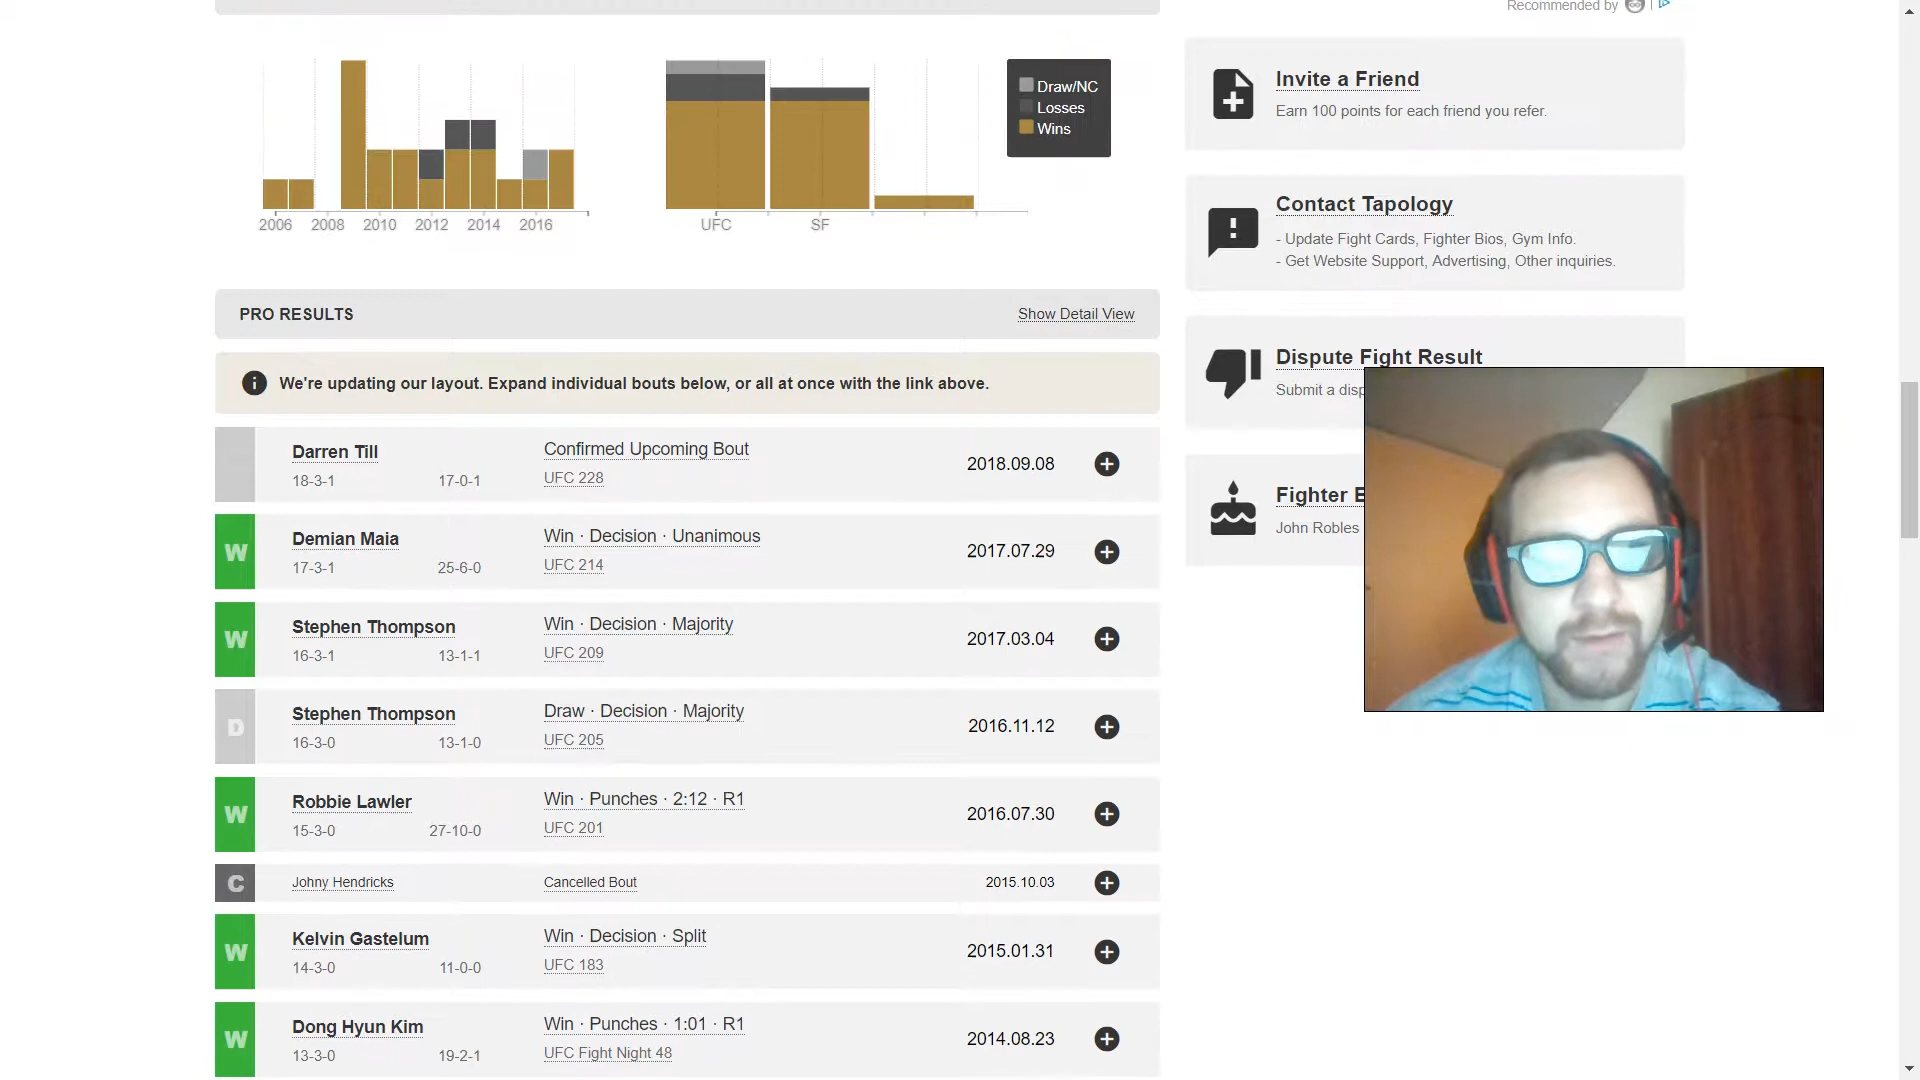 Recommended by
2006 2008 2010 2012 2014 2016
UFC SF
Draw/NC
Losses
Wins
PRO RESULTS
Show Detail View
We're updating our layout. Expand individual bouts below, or all at once with the link above.
Darren Till
18-3-1 17-0-1
Confirmed Upcoming Bout
UFC 228
2018.09.08
W
Demian Maia
17-3-1 25-6-0
Win · Decision · Unanimous
UFC 214
2017.07.29
W
Stephen Thompson
16-3-1 13-1-1
Win · Decision · Majority
UFC 209
2017.03.04
D
Stephen Thompson
16-3-0 13-1-0
Draw · Decision · Majority
UFC 205
2016.11.12
W
Robbie Lawler
15-3-0 27-10-0
Win · Punches · 2:12 · R1
UFC 201
2016.07.30
C
Johny Hendricks
Cancelled Bout
2015.10.03
W
Kelvin Gastelum
14-3-0 11-0-0
Win · Decision · Split
UFC 183
2015.01.31
W
Dong Hyun Kim
13-3-0 19-2-1
Win · Punches · 1:01 · R1
UFC Fight Night 48
2014.08.23
Invite a Friend
Earn 100 points for each friend you refer.
Contact Tapology
- Update Fight Cards, Fighter Bios, Gym Info.
- Get Website Support, Advertising, Other inquiries.
Dispute Fight Result
Submit a disp
Fighter
John Robles